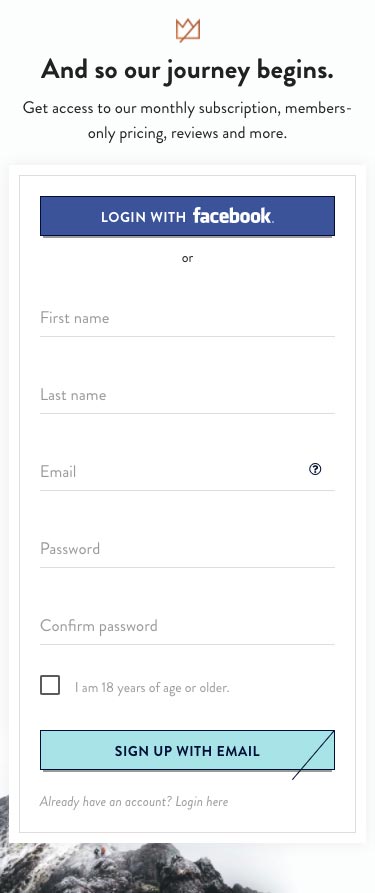 And so our journey begins.
Get access to our monthly subscription, members-
only pricing, reviews and more.
LOGIN WITH facebook.
or
First name
Last name
Email
?
Password
Confirm password
I am 18 years of age or older.
SIGN UP WITH EMAIL
Already have an account? Login here